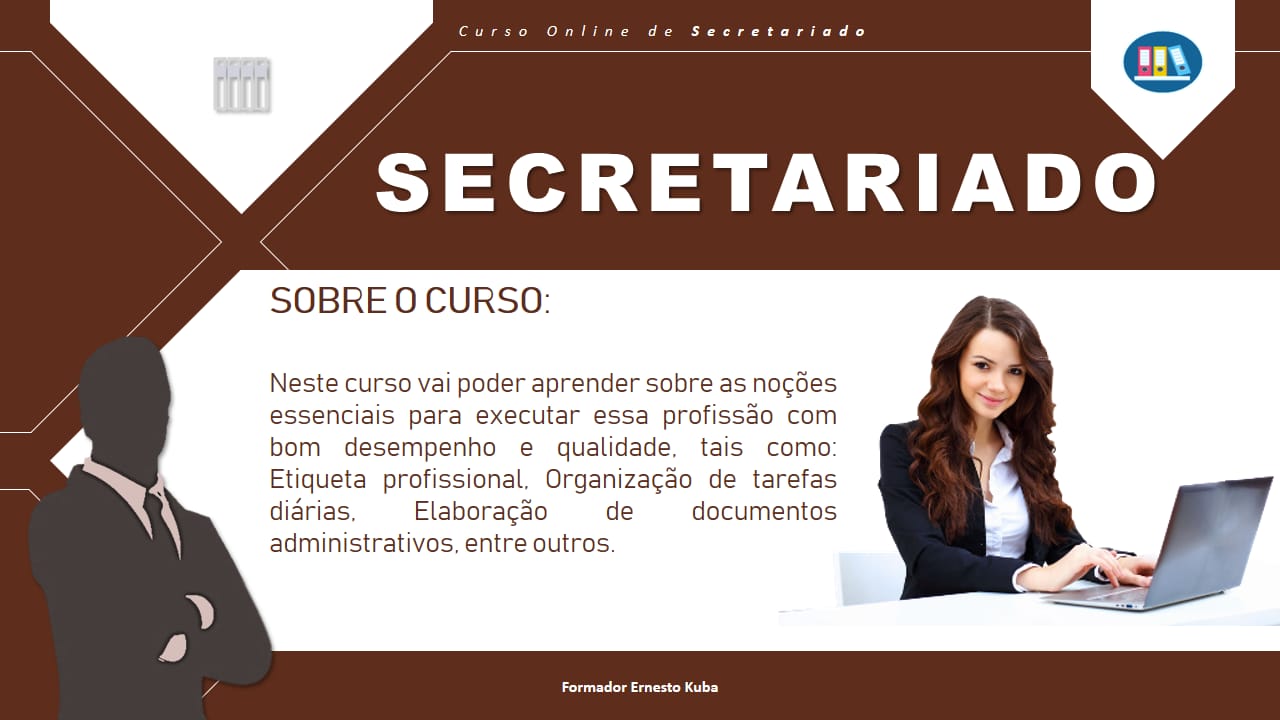 Curso Online de Secretariado
SECRETARIADO
SOBRE O CURSO:
Neste curso vai poder aprender sobre as noções
essenciais para executar essa profissão com
bom desempenho e qualidade, tais como:
Etiqueta profissional, Organização de tarefas
diárias, Elaboração de documentos
administrativos, entre outros.
Formador Ernesto Kuba